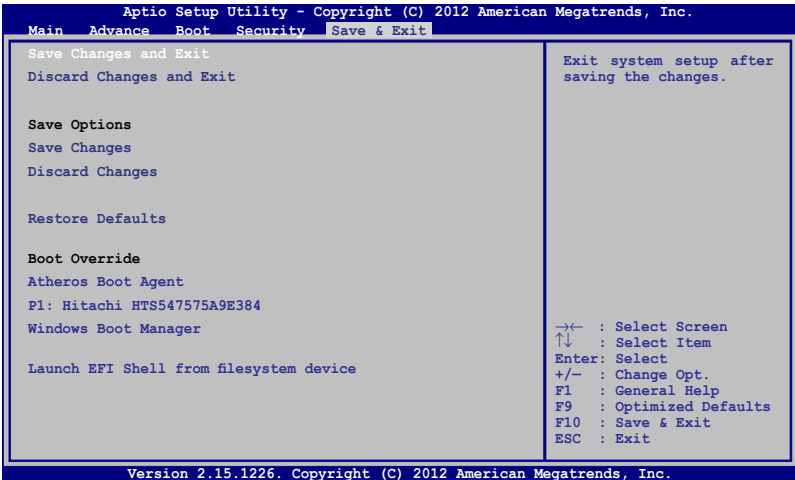 Aptio Setup Utility - Copyright (C) 2012 American Megatrends, Inc.
Main Advance Boot Security Save & Exit
Save Changes and Exit
Discard Changes and Exit
Save Options
Save Changes
Discard Changes
Restore Defaults
Boot Override
Atheros Boot Agent
P1: Hitachi HTS547575A9E384
Windows Boot Manager
Launch EFI Shell from filesystem device
Exit system setup after
saving the changes.
→← : Select Screen
↑↓ : Select Item
Enter: Select
+/— : Change Opt.
F1 : General Help
F9 : Optimized Defaults
F10 : Save & Exit
ESC : Exit
Version 2.15.1226. Copyright (C) 2012 American Megatrends, Inc.